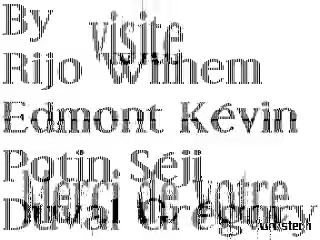 By
visite
Rijo Wilhem
Edmont Kévin
Potin Séji
Merci de Votre
Duval Grégory